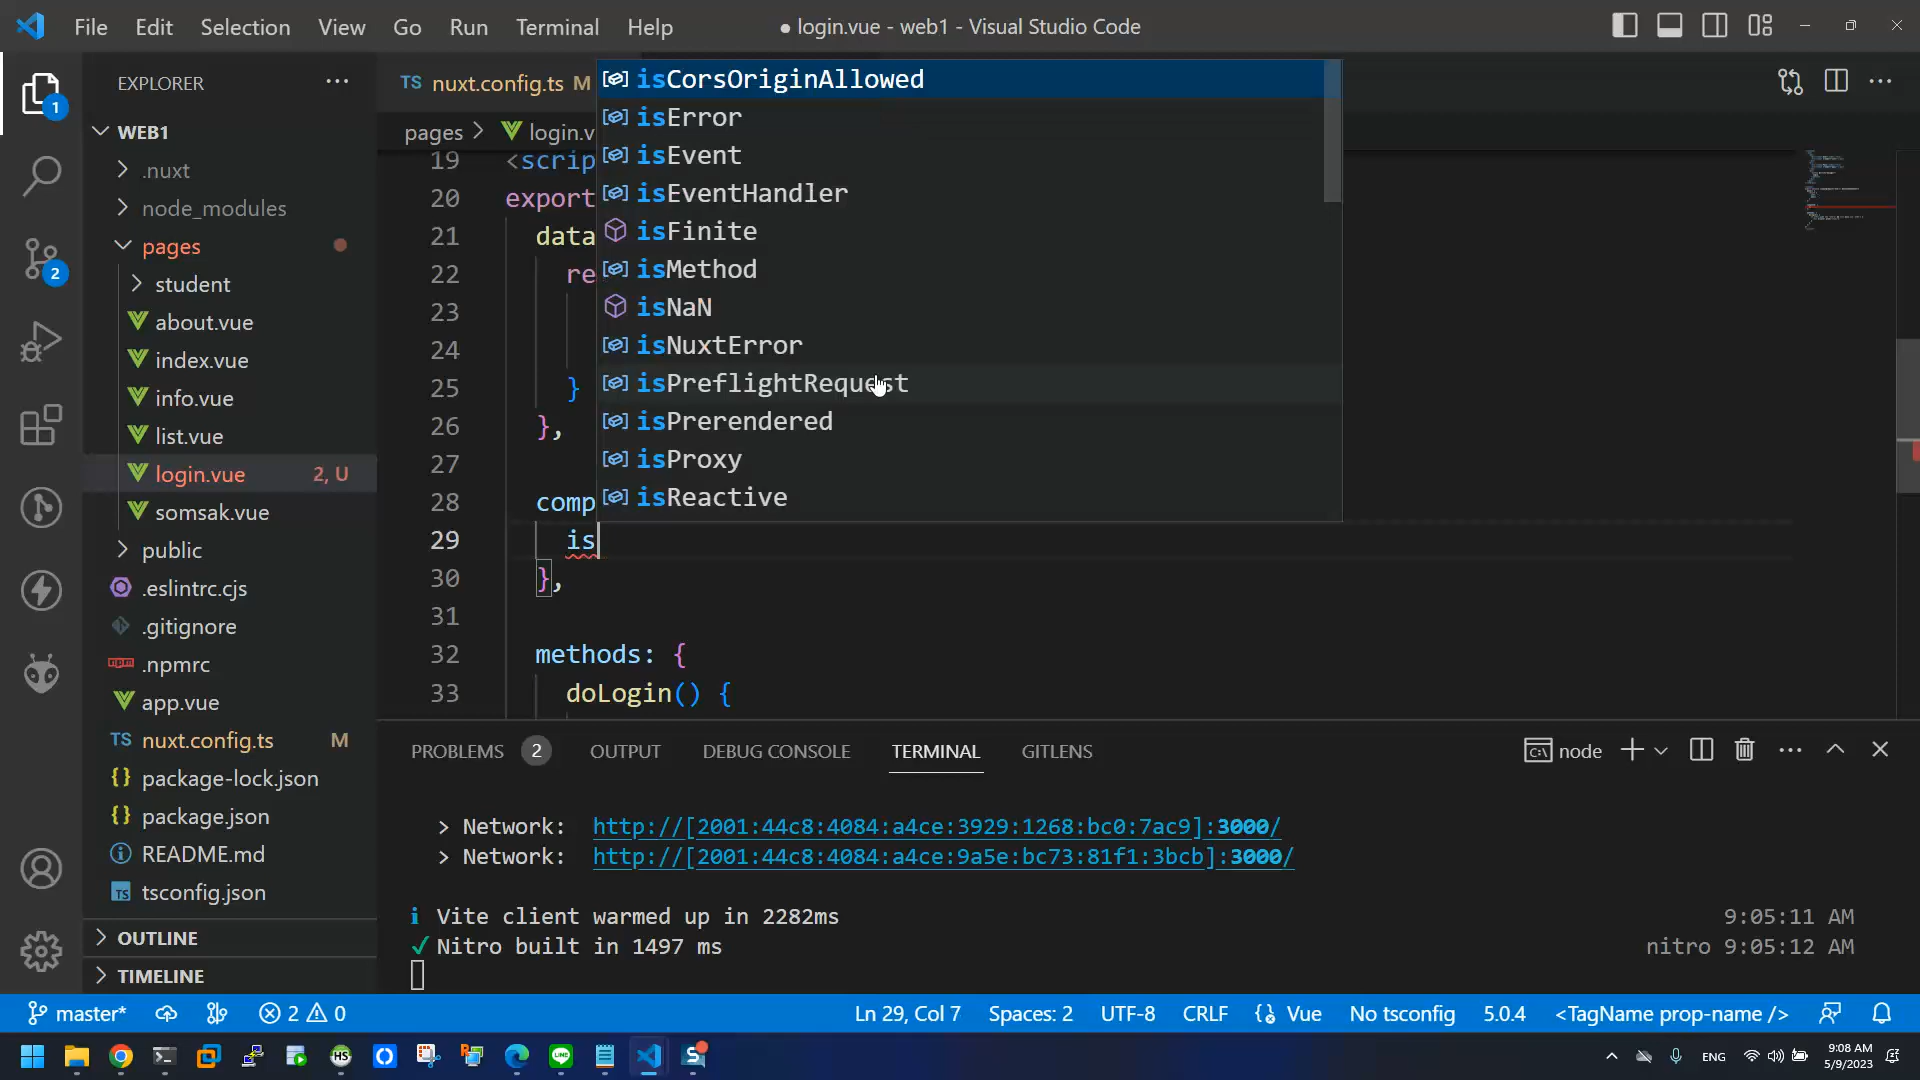 File Edit Selection View Go Run Terminal Help
● login.vue - web1 - Visual Studio Code
EXPLORER
WEB1
.nuxt
node_modules
pages
student
about.vue
index.vue
info.vue
list.vue
login.vue 2, U
somsak.vue
public
.eslintrc.cjs
.gitignore
.npmrc
app.vue
TS nuxt.config.ts M
package-lock.json
package.json
README.md
tsconfig.json
OUTLINE
TIMELINE
1
2
TS nuxt.config.ts M
pages > login.v
isCorsOriginAllowed
isError
isEvent
isEventHandler
isFinite
isMethod
isNaN
isNuxtError
isPreflightRequest
isPrerendered
isProxy
isReactive
19 <scrip
20 export
21 data
22 re
23
24
25 }
26 },
27
28 comp
29 is
30 },
31
32 methods: {
33 doLogin() {
PROBLEMS 2 OUTPUT DEBUG CONSOLE TERMINAL GITLENS
node
> Network: http://[2001:44c8:4084:a4ce:3929:1268:bc0:7ac9]:3000/
> Network: http://[2001:44c8:4084:a4ce:9a5e:bc73:81f1:3bcb]:3000/
i Vite client warmed up in 2282ms 9:05:11 AM
✓ Nitro built in 1497 ms nitro 9:05:12 AM
master* 2 0 Ln 29, Col 7 Spaces: 2 UTF-8 CRLF Vue No tsconfig 5.0.4 <TagName prop-name />
HS
LINE
ENG
9:08 AM
5/9/2023